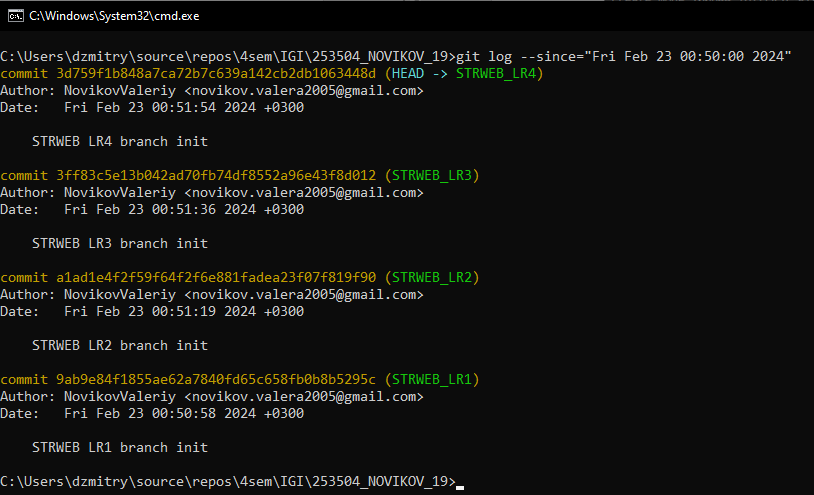 C:\Windows\System32\cmd.exe
C:\Users\dzmitry\source\repos\4sem\IGI\253504_NOVIKOV_19>git log --since="Fri Feb 23 00:50:00 2024"
commit 3d759f1b848a7ca72b7c639a142cb2db1063448d (HEAD -> STRWEB_LR4)
Author: NovikovValeriy <novikov.valera2005@gmail.com>
Date:   Fri Feb 23 00:51:54 2024 +0300
    STRWEB LR4 branch init
commit 3ff83c5e13b042ad70fb74df8552a96e43f8d012 (STRWEB_LR3)
Author: NovikovValeriy <novikov.valera2005@gmail.com>
Date:   Fri Feb 23 00:51:36 2024 +0300
    STRWEB LR3 branch init
commit a1ad1e4f2f59f64f2f6e881fadea23f07f819f90 (STRWEB_LR2)
Author: NovikovValeriy <novikov.valera2005@gmail.com>
Date:   Fri Feb 23 00:51:19 2024 +0300
    STRWEB LR2 branch init
commit 9ab9e84f1855ae62a7840fd65c658fb0b8b5295c (STRWEB_LR1)
Author: NovikovValeriy <novikov.valera2005@gmail.com>
Date:   Fri Feb 23 00:50:58 2024 +0300
    STRWEB LR1 branch init
C:\Users\dzmitry\source\repos\4sem\IGI\253504_NOVIKOV_19>